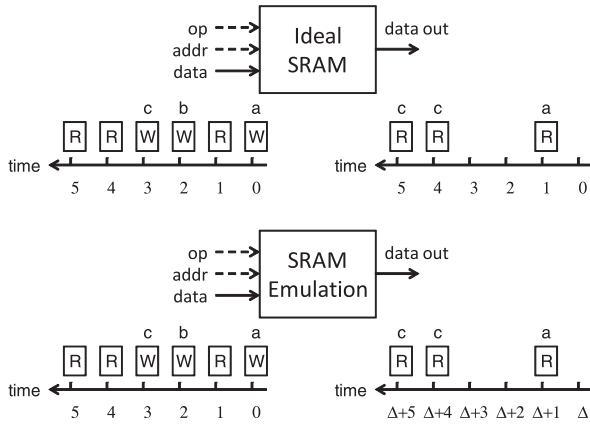 op
addr
data
Ideal
SRAM
data out
c b a
R R W W R W
time
5 4 3 2 1 0
c c a
R R R
time
5 4 3 2 1 0
op
addr
data
SRAM
Emulation
data out
c b a
R R W W R W
time
5 4 3 2 1 0
c c a
R R R
time
Δ+5 Δ+4 Δ+3 Δ+2 Δ+1 Δ